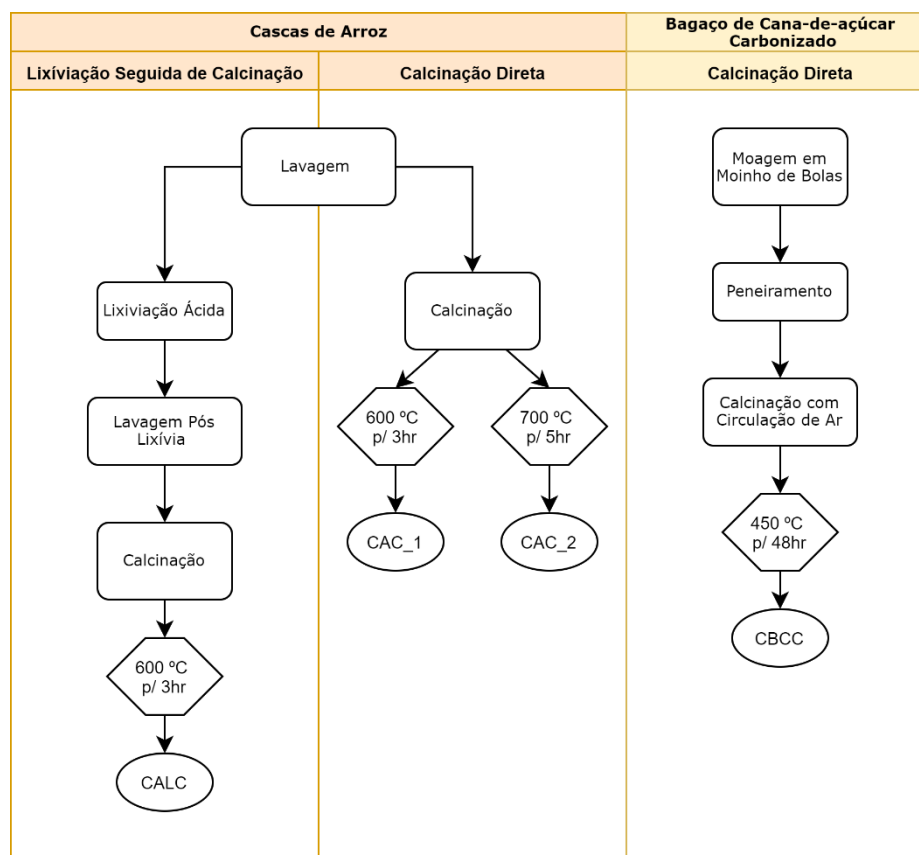 Cascas de Arroz
Bagaço de Cana-de-açúcar
Carbonizado
Lixíviação Seguida de Calcinação
Calcinação Direta
Calcinação Direta
Lavagem
Moagem em
Moinho de Bolas
Lixiviação Ácida
Calcinação
Peneiramento
Lavagem Pós
Lixívia
600 ºC
p/ 3hr
700 ºC
p/ 5hr
Calcinação com
Circulação de Ar
Calcinação
CAC_1
CAC_2
450 ºC
p/ 48hr
600 ºC
p/ 3hr
CBCC
CALC